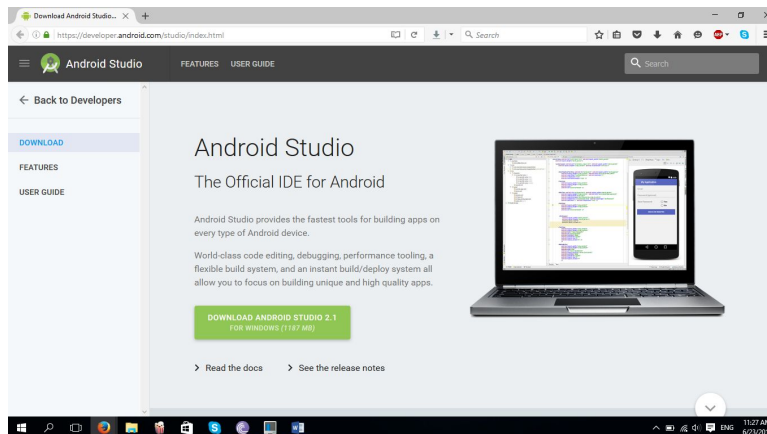 Download Android Studio...
https://developer.android.com/studio/index.html
Search
Android Studio
FEATURES
USER GUIDE
Search
Back to Developers
DOWNLOAD
FEATURES
USER GUIDE
Android Studio
The Official IDE for Android
Android Studio provides the fastest tools for building apps on
every type of Android device.
World-class code editing, debugging, performance tooling, a
flexible build system, and an instant build/deploy system all
allow you to focus on building unique and high quality apps.
DOWNLOAD ANDROID STUDIO 2.1
FOR WINDOWS (1187 MB)
Read the docs
See the release notes
ENG
11:27 AM